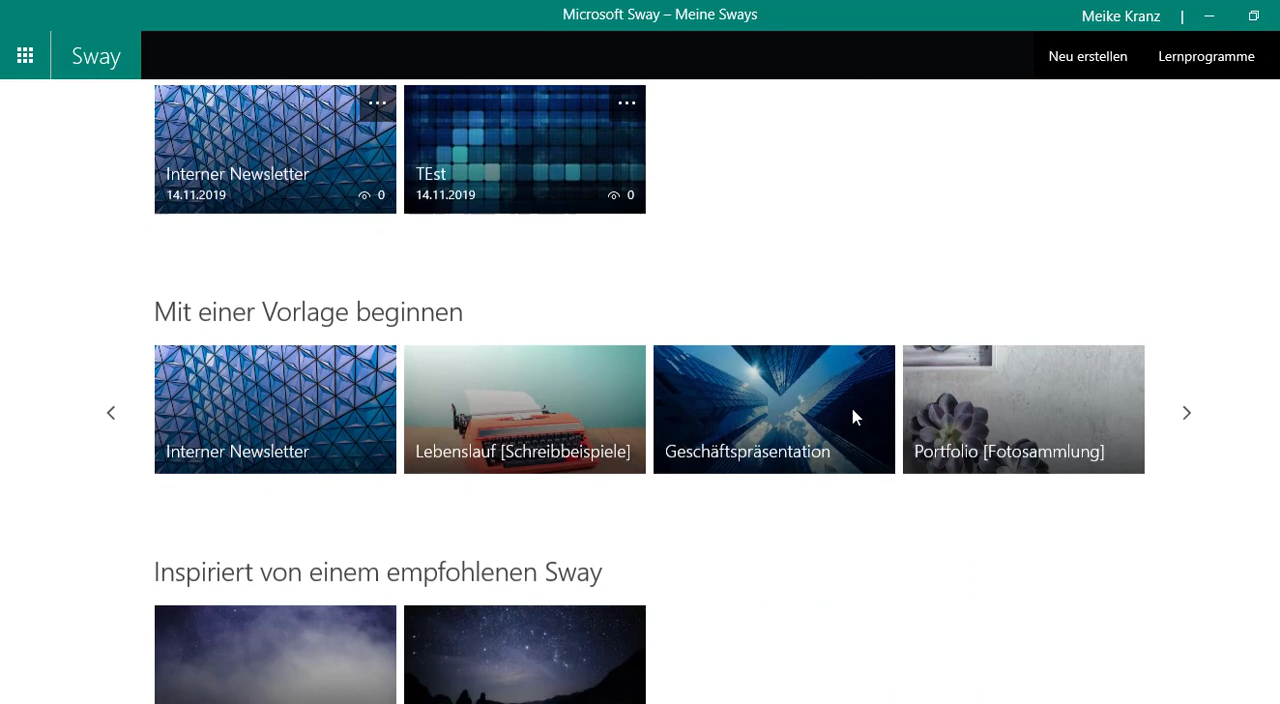 Microsoft Sway – Meine Sways
Meike Kranz
Sway
Neu erstellen
Lernprogramme
Interner Newsletter
14.11.2019
0
TEst
14.11.2019
0
Mit einer Vorlage beginnen
Interner Newsletter
Lebenslauf [Schreibbeispiele]
Geschäftspräsentation
Portfolio [Fotosammlung]
Inspiriert von einem empfohlenen Sway